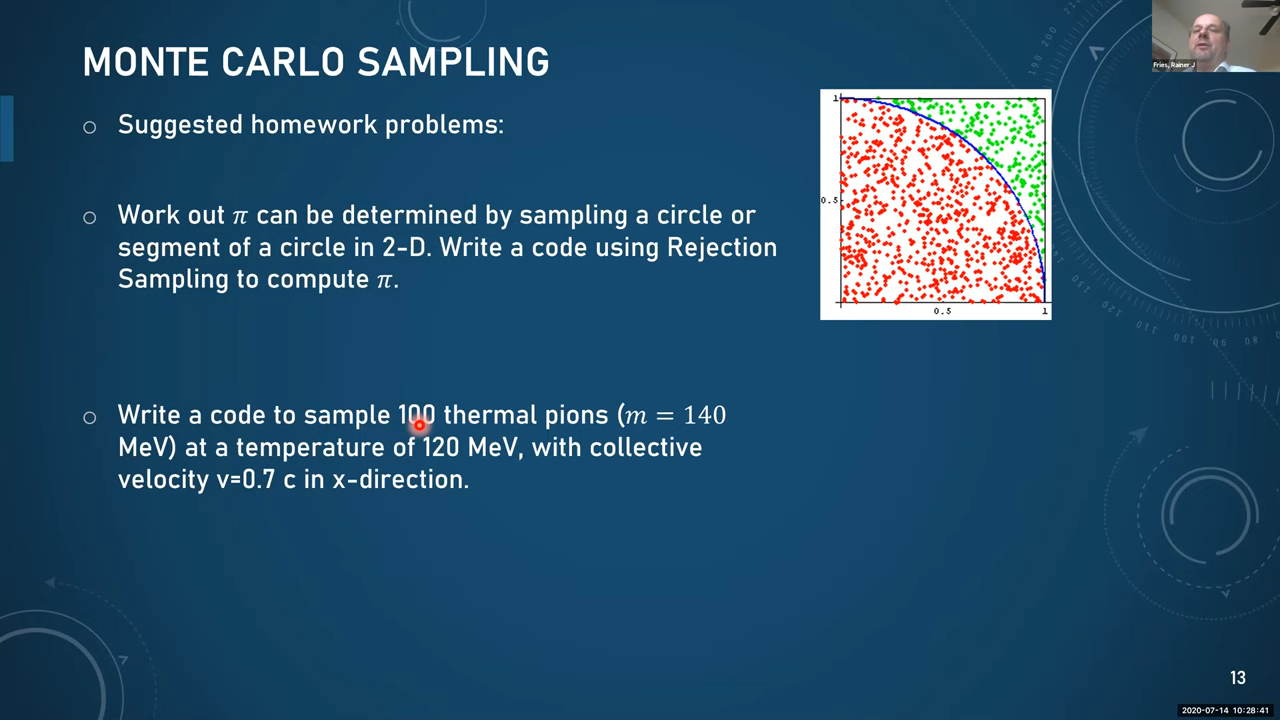 MONTE CARLO SAMPLING
Fries, Rainer J
○ Suggested homework problems:
○ Work out 𝜋 can be determined by sampling a circle or
segment of a circle in 2-D. Write a code using Rejection
Sampling to compute 𝜋.
1
0.5
0.5
1
○ Write a code to sample 100 thermal pions (𝑚 = 140
MeV) at a temperature of 120 MeV, with collective
velocity v=0.7 c in x-direction.
13
2020-07-14 10:28:41